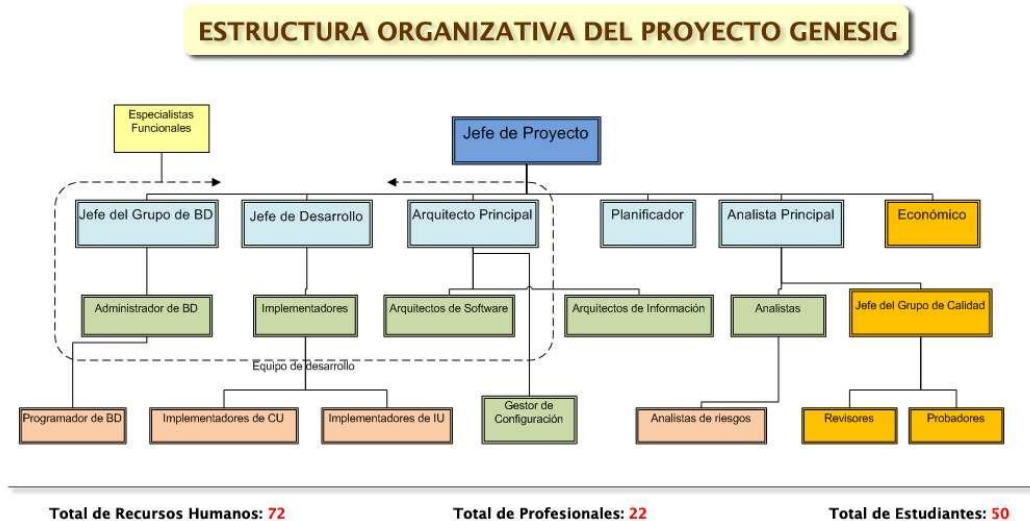 ESTRUCTURA ORGANIZATIVA DEL PROYECTO GENESIG
Especialistas
Funcionales
Jefe de Proyecto
Jefe del Grupo de BD
Jefe de Desarrollo
Arquitecto Principal
Planificador
Analista Principal
Económico
Administrador de BD
Implementadores
Arquitectos de Software
Arquitectos de Información
Analistas
Jefe del Grupo de Calidad
Equipo de desarrollo
Programador de BD
Implementadores de CU
Implementadores de IU
Gestor de
Configuración
Analistas de riesgos
Revisores
Probadores
Total de Recursos Humanos: 72
Total de Profesionales: 22
Total de Estudiantes: 50